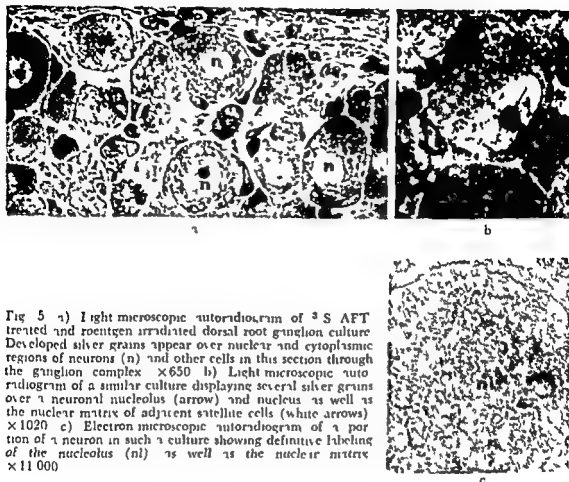 n
n
n
a
b
Fig 5 a) Light microscopic autoradiogram of ³ S AFT
treated and roentgen irradiated dorsal root ganglion culture
Developed silver grains appear over nuclear and cytoplasmic
regions of neurons (n) and other cells in this section through
the ganglion complex ×650 b) Light microscopic auto
radiogram of a similar culture displaying several silver grains
over a neuronal nucleolus (arrow) and nucleus as well as
the nuclear matrix of adjacent satellite cells (white arrows)
×1020 c) Electron microscopic autoradiogram of a por
tion of a neuron in such a culture showing definitive labeling
of the nucleolus (nl) as well as the nuclear matrix
×11 000
nl
c